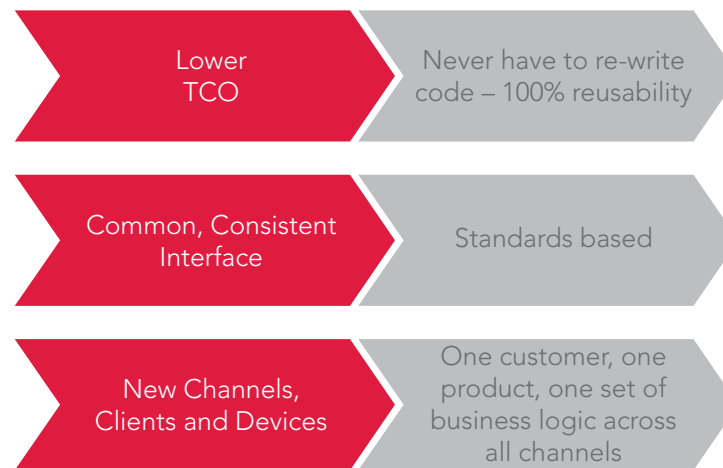 Lower
TCO
Never have to re-write
code – 100% reusability
Common, Consistent
Interface
Standards based
New Channels,
Clients and Devices
One customer, one
product, one set of
business logic across
all channels